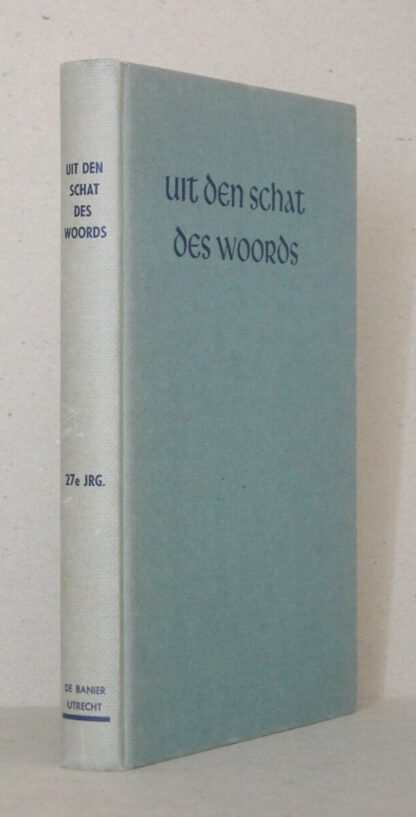 UIT DEN
SCHAT
DES
WOORDS
27e JRG.
DE BANIER
UTRECHT
uit den schat
des woords